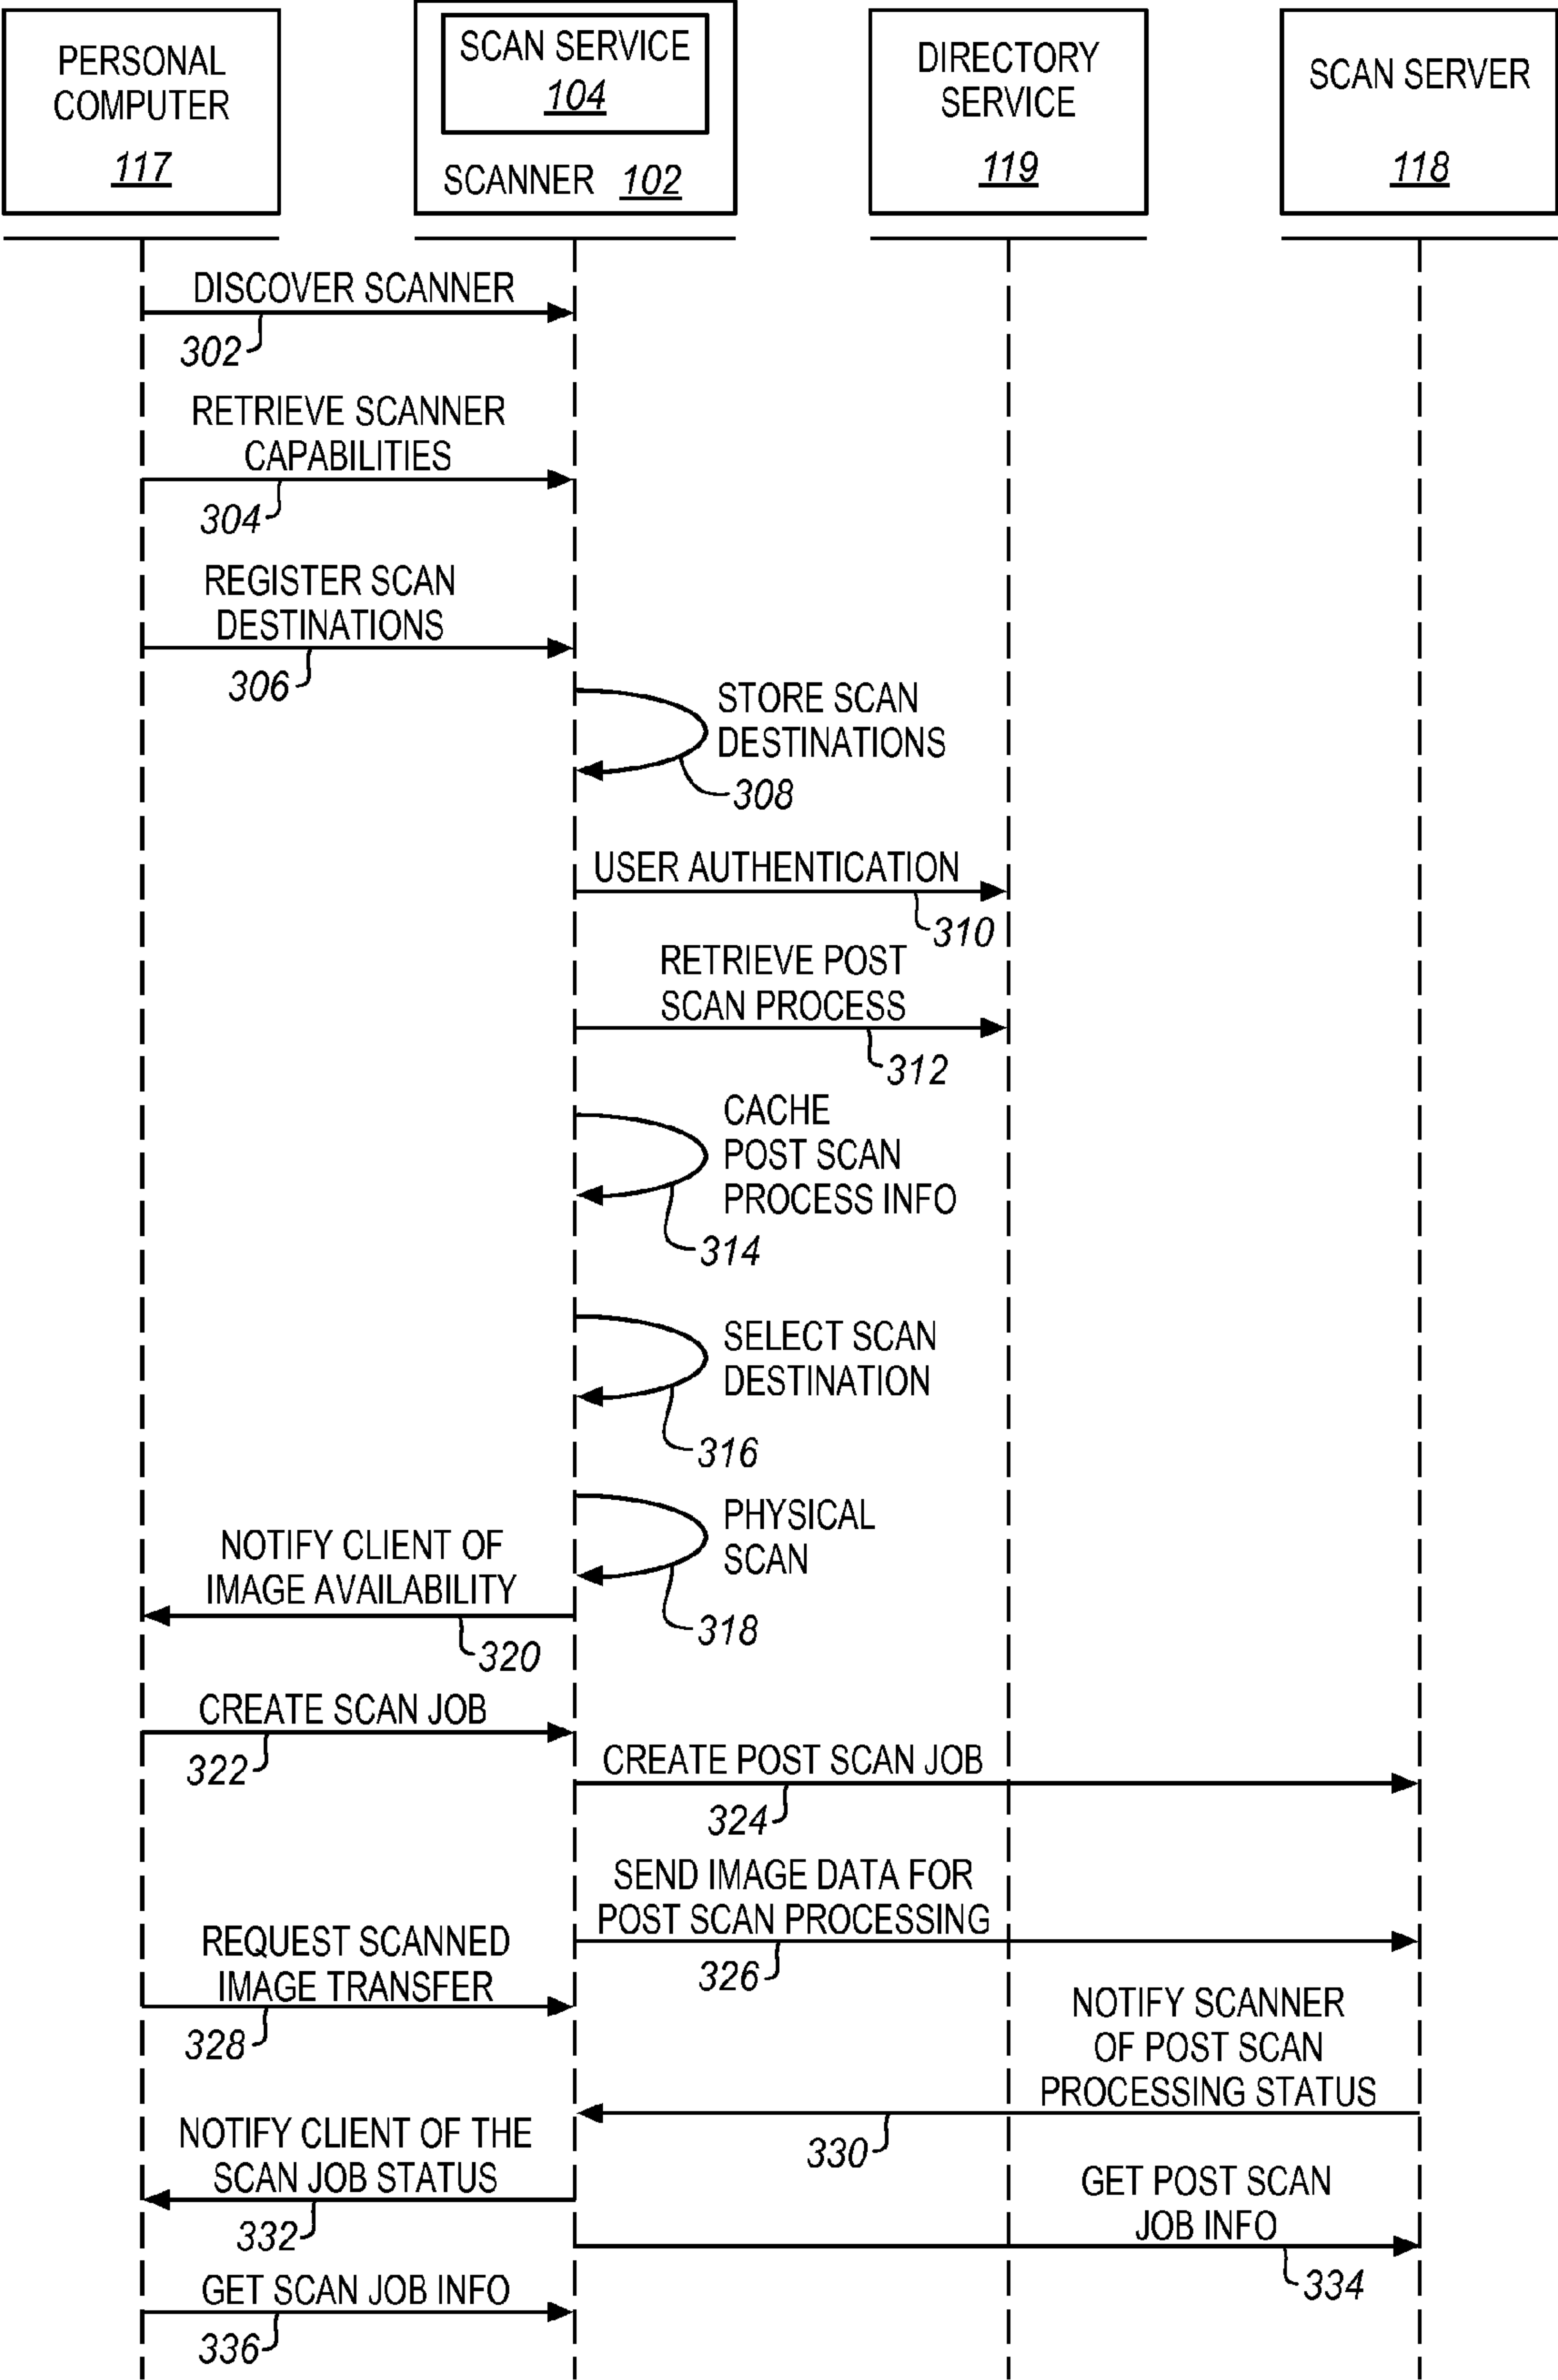 PERSONAL
COMPUTER
117
SCAN SERVICE
104
SCANNER 102
DIRECTORY
SERVICE
119
SCAN SERVER
118
DISCOVER SCANNER
302
RETRIEVE SCANNER
CAPABILITIES
304
REGISTER SCAN
DESTINATIONS
306
STORE SCAN
DESTINATIONS
308
USER AUTHENTICATION
310
RETRIEVE POST
SCAN PROCESS
312
CACHE
POST SCAN
PROCESS INFO
314
SELECT SCAN
DESTINATION
316
PHYSICAL
SCAN
318
NOTIFY CLIENT OF
IMAGE AVAILABILITY
320
CREATE SCAN JOB
322
CREATE POST SCAN JOB
324
SEND IMAGE DATA FOR
POST SCAN PROCESSING
326
REQUEST SCANNED
IMAGE TRANSFER
328
NOTIFY SCANNER
OF POST SCAN
PROCESSING STATUS
330
NOTIFY CLIENT OF THE
SCAN JOB STATUS
332
GET POST SCAN
JOB INFO
334
GET SCAN JOB INFO
336